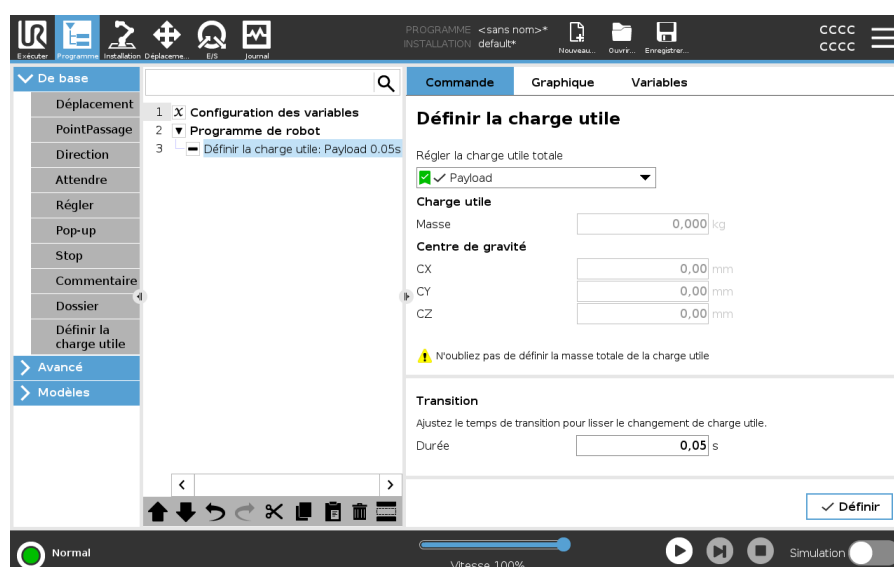 PROGRAMME <sans nom>*
INSTALLATION default*
CCCC
CCCC
Exécuter
Programme
Installation
Déplaceme...
E/S
Journal
Nouveau...
Ouvrir...
Enregistrer...
De base
Déplacement
PointPassage
Direction
Attendre
Régler
Pop-up
Stop
Commentaire
Dossier
Définir la
charge utile
Avancé
Modèles
1 x Configuration des variables
2 Programme de robot
3 Définir la charge utile: Payload 0.05s
Commande Graphique Variables
Définir la charge utile
Régler la charge utile totale
Payload
Charge utile
Masse 0,000 kg
Centre de gravité
CX 0,00 mm
CY 0,00 mm
CZ 0,00 mm
N'oubliez pas de définir la masse totale de la charge utile
Transition
Ajustez le temps de transition pour lisser le changement de charge utile.
Durée 0,05 s
Définir
Normal
Vitesse 100%
Simulation